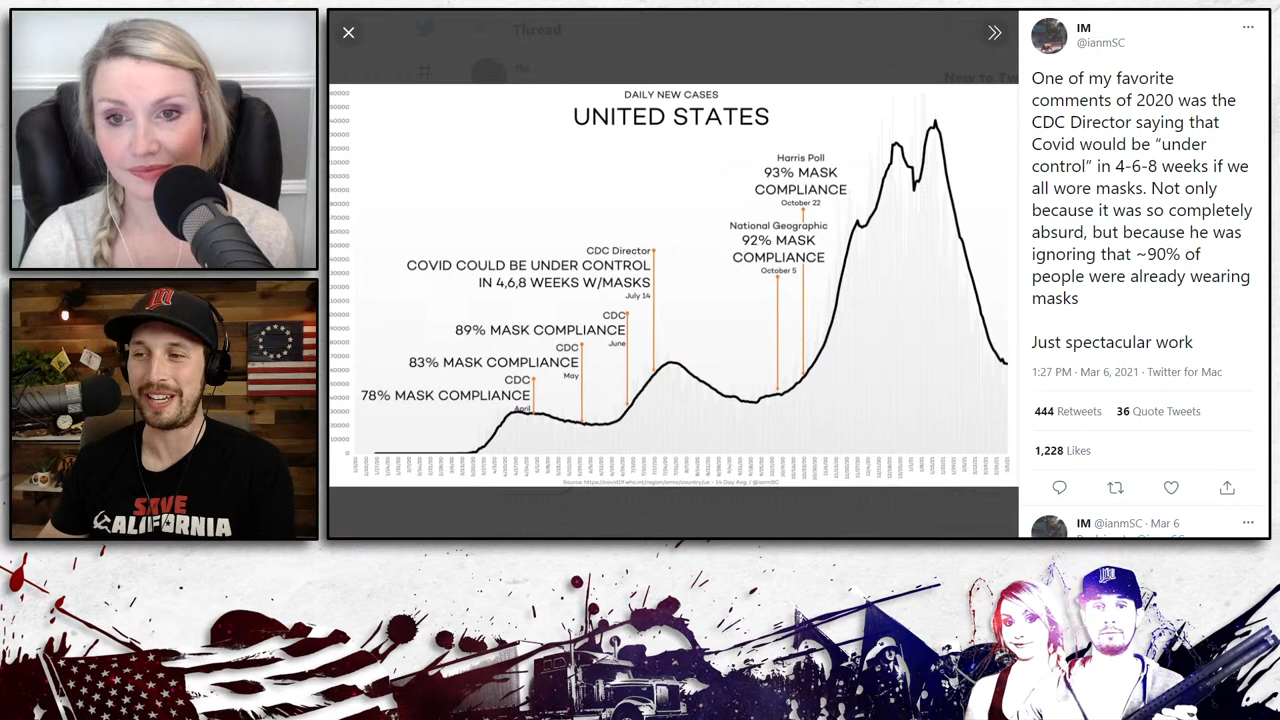 Thread
DAILY NEW CASES
UNITED STATES
Harris Poll
93% MASK
COMPLIANCE
October 22
National Geographic
92% MASK
COMPLIANCE
October 5
CDC Director
COVID COULD BE UNDER CONTROL
IN 4,6,8 WEEKS W/MASKS
July 14
CDC
89% MASK COMPLIANCE
June
CDC
83% MASK COMPLIANCE
May
CDC
78% MASK COMPLIANCE
April
IM
@ianmSC
One of my favorite
comments of 2020 was the
CDC Director saying that
Covid would be “under
control” in 4-6-8 weeks if we
all wore masks. Not only
because it was so completely
absurd, but because he was
ignoring that ~90% of
people were already wearing
masks
Just spectacular work
1:27 PM · Mar 6, 2021 · Twitter for Mac
444 Retweets 36 Quote Tweets
1,228 Likes
IM @ianmSC · Mar 6
SAVE
CALIFORNIA